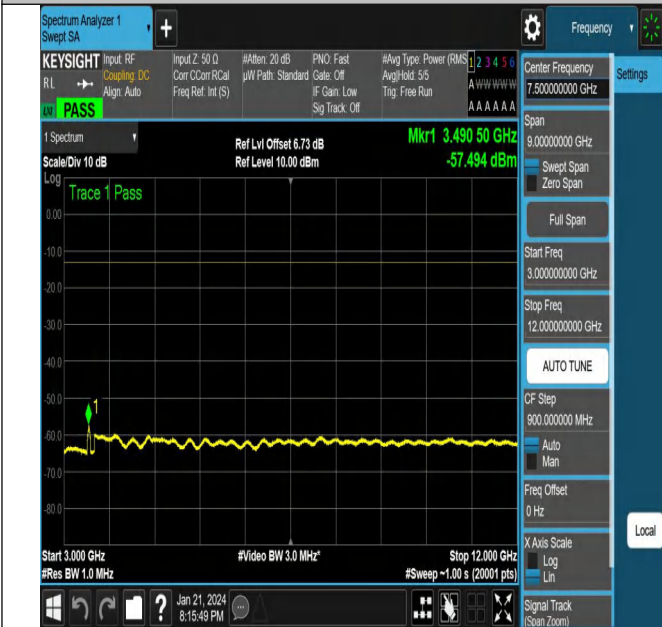 Spectrum Analyzer 1
Swept SA
+
Frequency
KEYSIGHT
RL
PASS
Input: RF
Coupling: DC
Align: Auto
Input Z: 50 Ω
Corr CCorr RCal
Freq Ref: Int (S)
#Atten: 20 dB
µW Path: Standard
PNO: Fast
Gate: Off
IF Gain: Low
Sig Track: Off
#Avg Type: Power (RMS
Avg|Hold: 5/5
Trig: Free Run
1 2 3 4 5 6
A W W W W W
A A A A A A
1 Spectrum
Scale/Div 10 dB
Log
Ref Lvl Offset 6.73 dB
Ref Level 10.00 dBm
Mkr1 3.490 50 GHz
-57.494 dBm
Trace 1 Pass
0.00
-10.0
-20.0
-30.0
-40.0
-50.0
-60.0
-70.0
-80.0
1
Start 3.000 GHz
#Res BW 1.0 MHz
#Video BW 3.0 MHz*
Stop 12.000 GHz
#Sweep ~1.00 s (20001 pts)
Jan 21, 2024
8:15:49 PM
Center Frequency
7.500000000 GHz
Span
9.00000000 GHz
Swept Span
Zero Span
Full Span
Start Freq
3.000000000 GHz
Stop Freq
12.000000000 GHz
AUTO TUNE
CF Step
900.000000 MHz
Auto
Man
Freq Offset
0 Hz
X Axis Scale
Log
Lin
Signal Track
(Span Zoom)
Settings
Local